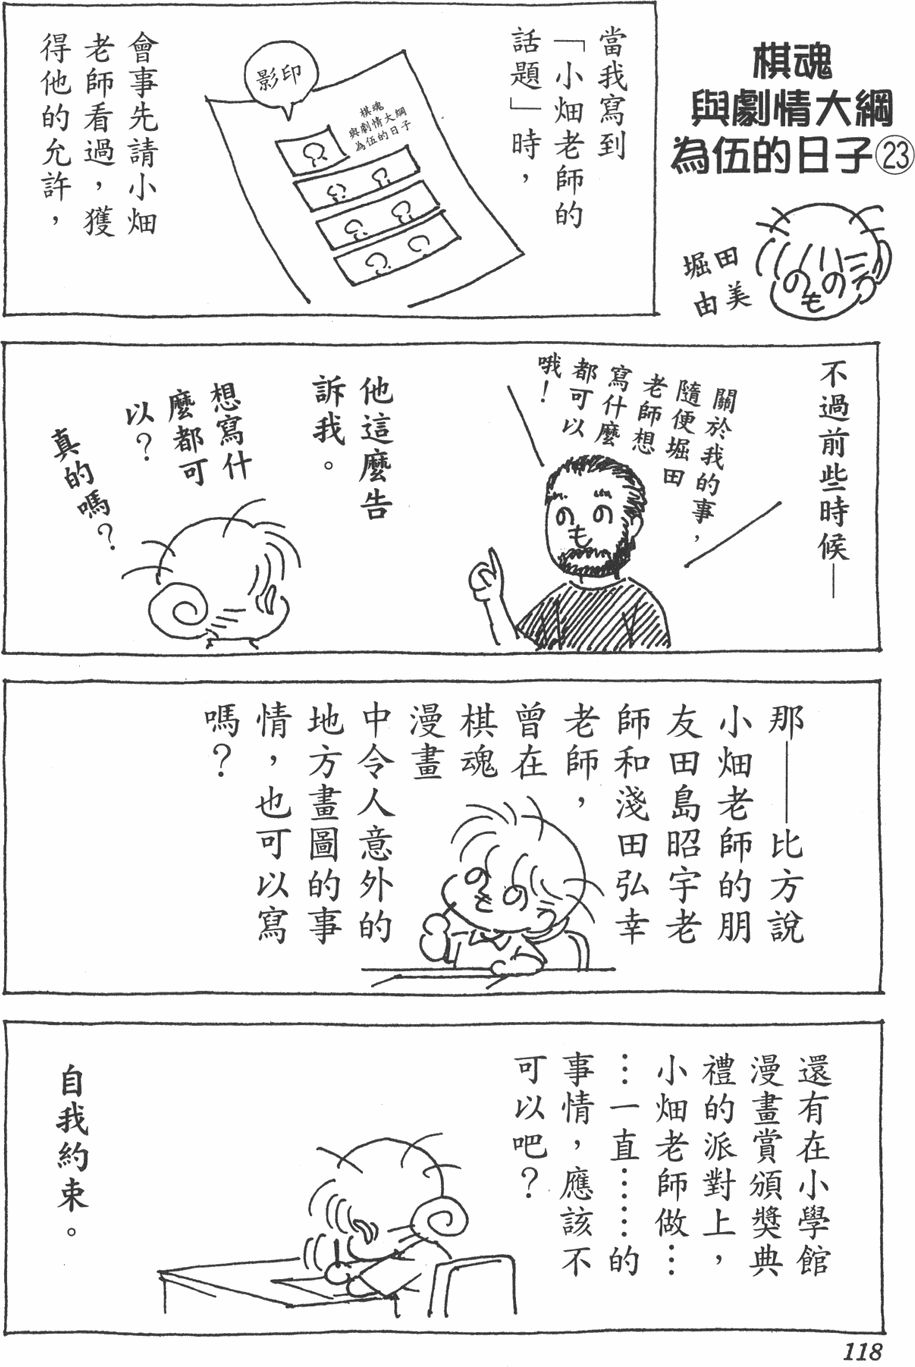 棋魂
與劇情大綱
為伍的日子㉓
堀田
由美
當我寫到
「小畑老師的
話題」時，
影印
棋魂
與劇情大綱
為伍的日子
會事先請小畑
老師看過，獲
得他的允許，
不過前些時候—
關於我的事，
隨便堀田
老師想
寫什麼
都可以
哦！
他這麼告
訴我。
想寫什
麼都可
以？
真的嗎？
那——比方說
小畑老師的朋
友田島昭宇老
師和淺田弘幸
老師，
曾在
棋魂
漫畫
中令人意外的
地方畫圖的事
情，也可以寫
嗎？
還有在小學館
漫畫賞頒獎典
禮的派對上，
小畑老師做…
…一直……的
事情，應該不
可以吧？
自我約束。
118